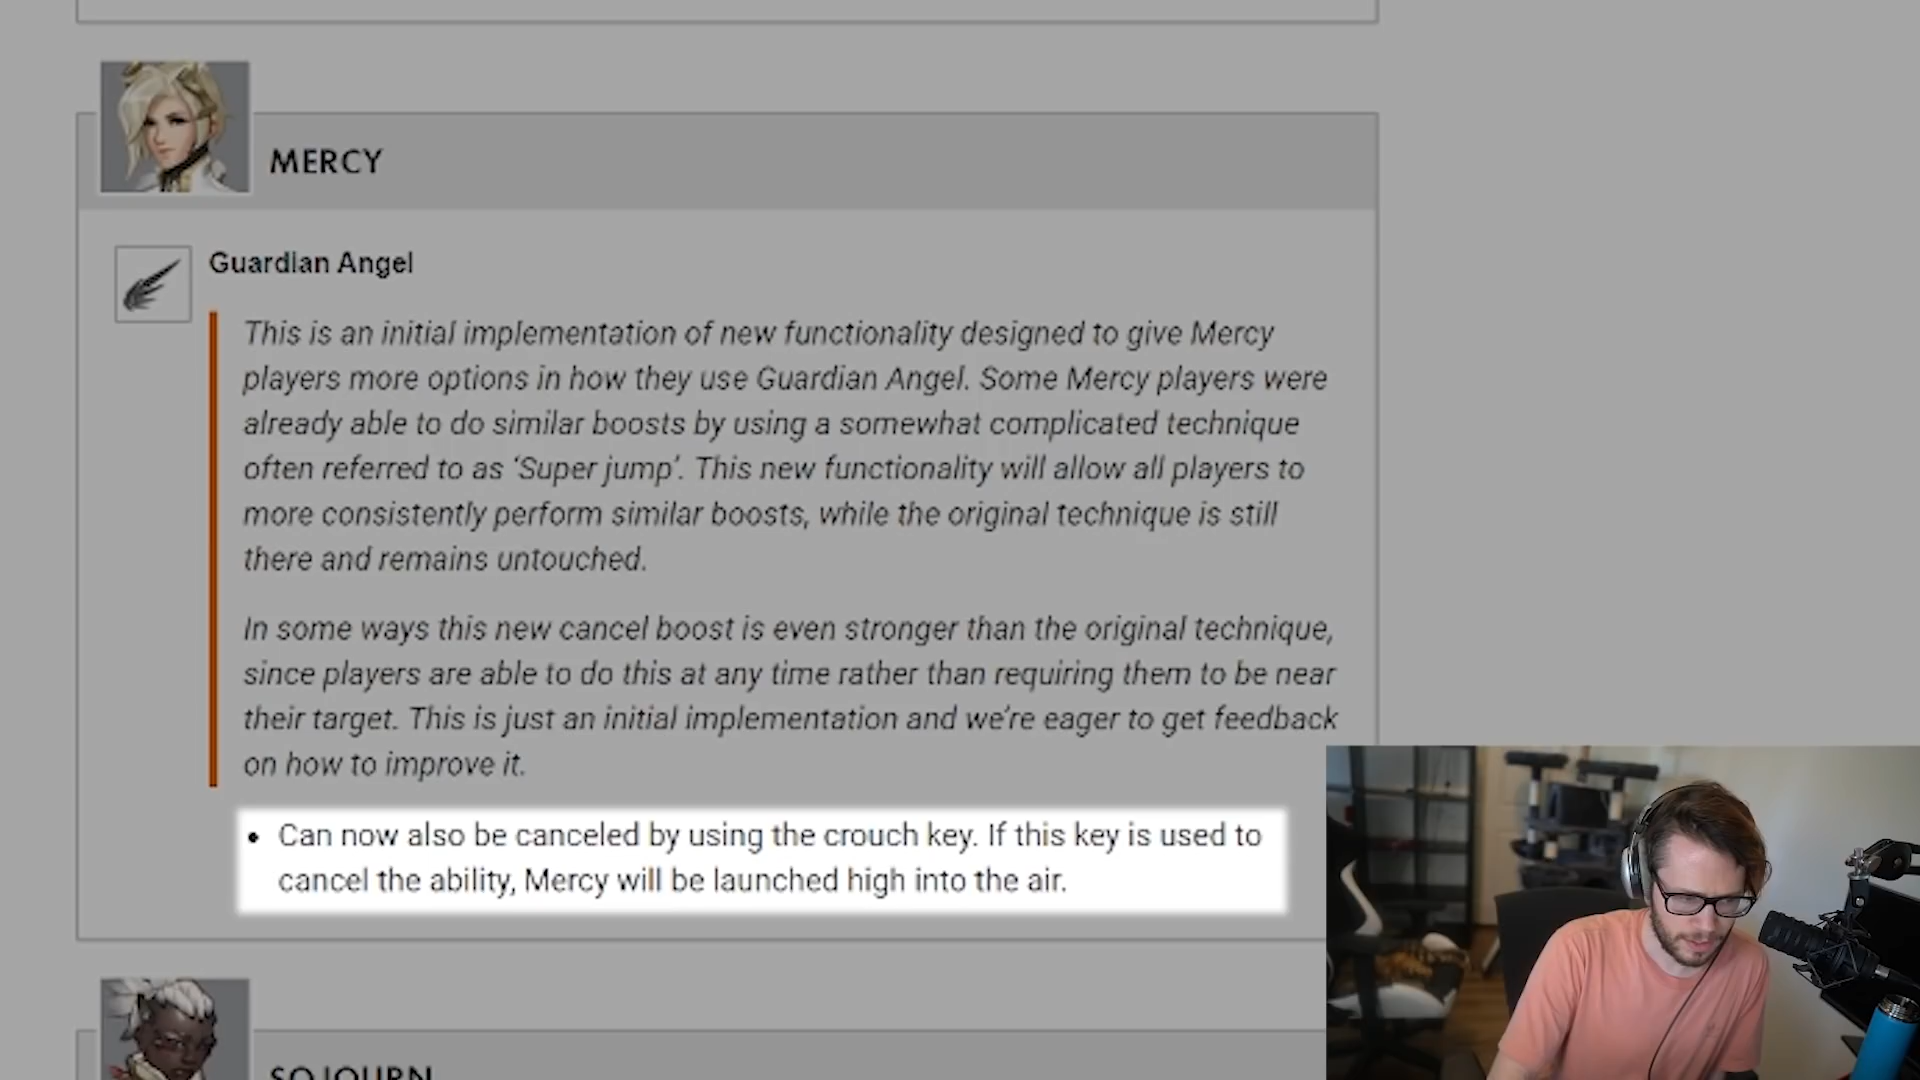 MERCY
Guardian Angel
This is an initial implementation of new functionality designed to give Mercy
players more options in how they use Guardian Angel. Some Mercy players were
already able to do similar boosts by using a somewhat complicated technique
often referred to as ‘Super jump’. This new functionality will allow all players to
more consistently perform similar boosts, while the original technique is still
there and remains untouched.
In some ways this new cancel boost is even stronger than the original technique,
since players are able to do this at any time rather than requiring them to be near
their target. This is just an initial implementation and we’re eager to get feedback
on how to improve it.
• Can now also be canceled by using the crouch key. If this key is used to
cancel the ability, Mercy will be launched high into the air.
SOJOURN